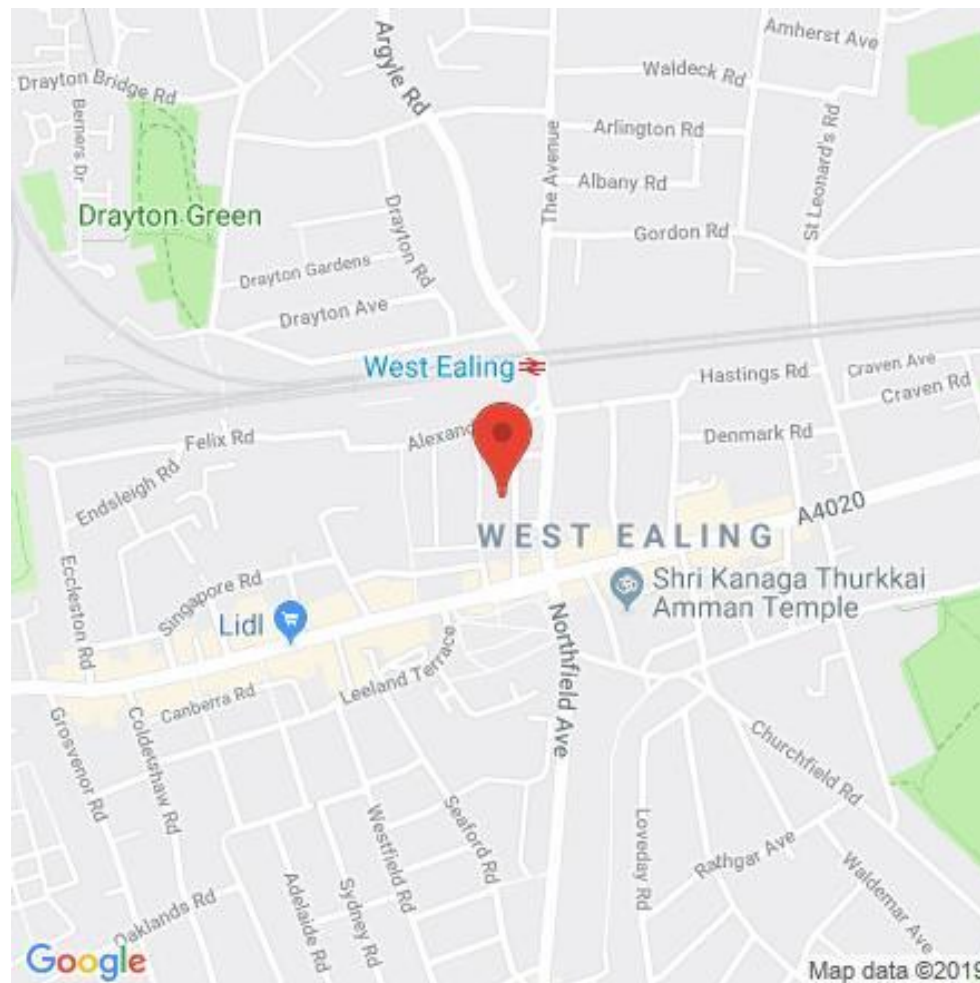 Amherst Ave
Argyle Rd
Waldeck Rd
Drayton Bridge Rd
Berners Dr
Arlington Rd
The Avenue
St Leonard's Rd
Albany Rd
Drayton Green
Drayton Rd
Gordon Rd
Drayton Gardens
Drayton Ave
West Ealing
Hastings Rd
Craven Ave
Craven Rd
Felix Rd
Denmark Rd
Endsleigh Rd
A4020
WEST EALING
Eccleston Rd
Singapore Rd
Shri Kanaga Thurkkai
Amman Temple
Lidl
Northfield Ave
Leeland Terrace
Canberra Rd
Grosvenor Rd
Churchfield Rd
Westfield Rd
Seaford Rd
Loveday Rd
Rathgar Ave
Waldemar Ave
Adelaide Rd
Sydney Rd
Oaklands Rd
Google
Map data ©2019